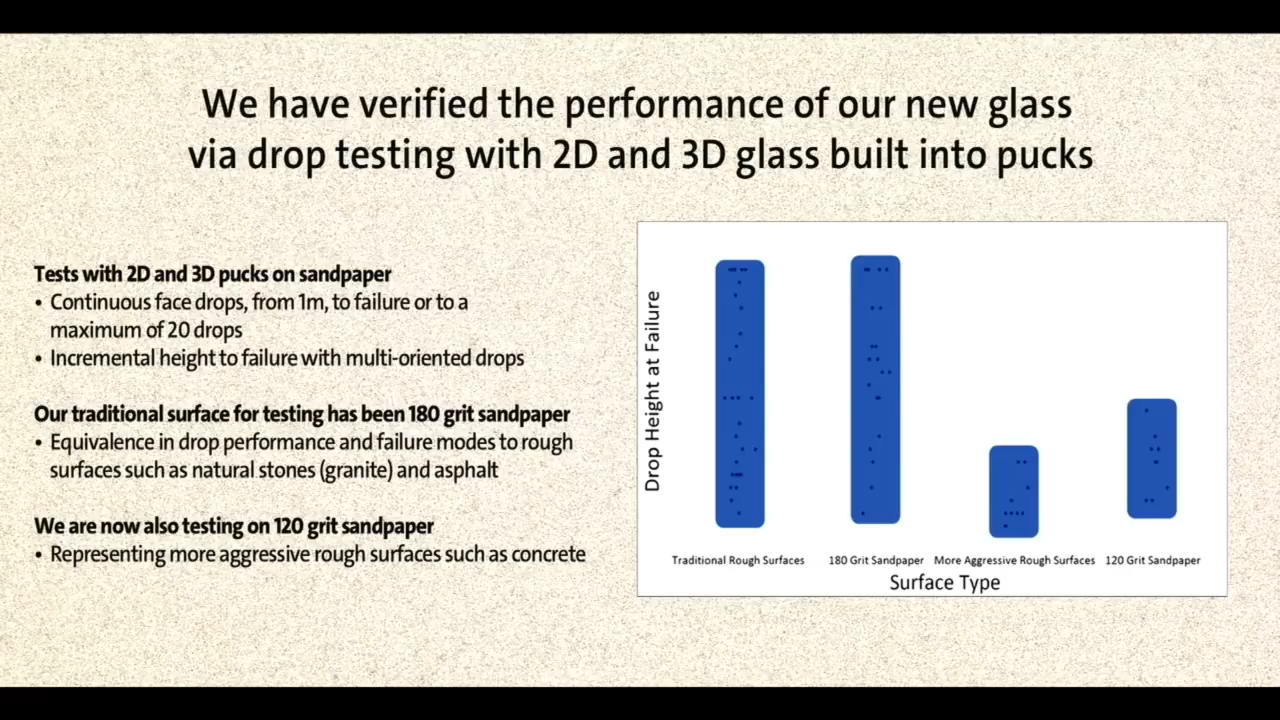 We have verified the performance of our new glass
via drop testing with 2D and 3D glass built into pucks
Tests with 2D and 3D pucks on sandpaper
• Continuous face drops, from 1m, to failure or to a
maximum of 20 drops
• Incremental height to failure with multi-oriented drops
Our traditional surface for testing has been 180 grit sandpaper
• Equivalence in drop performance and failure modes to rough
surfaces such as natural stones (granite) and asphalt
We are now also testing on 120 grit sandpaper
• Representing more aggressive rough surfaces such as concrete
Drop Height at Failure
Traditional Rough Surfaces
180 Grit Sandpaper
More Aggressive Rough Surfaces
120 Grit Sandpaper
Surface Type